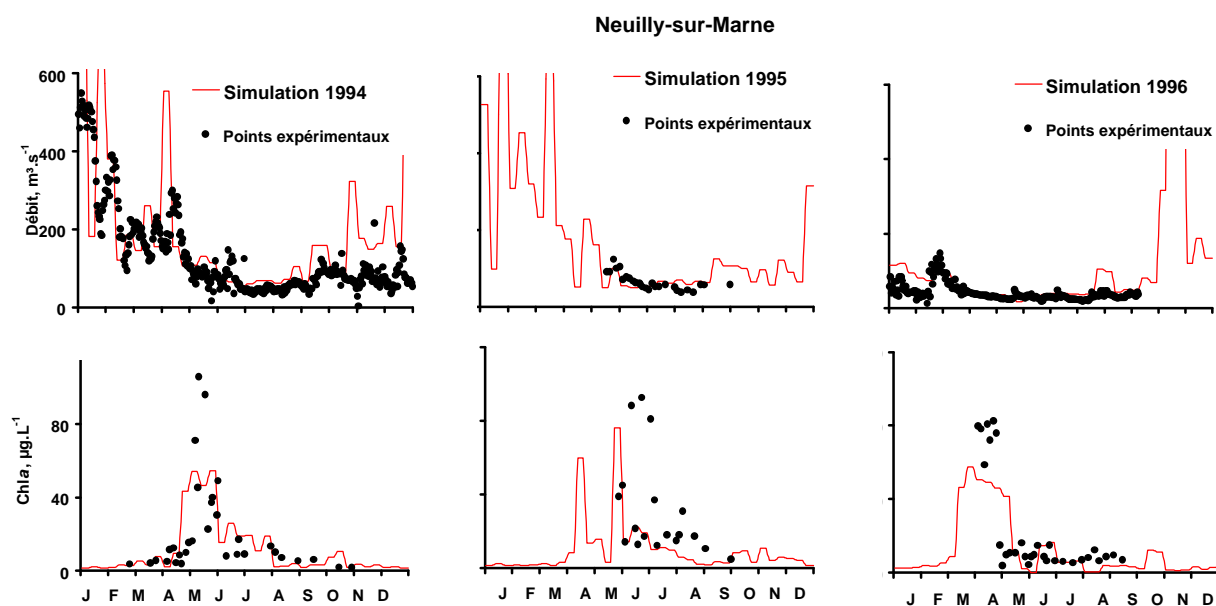 Neuilly-sur-Marne
Débit, m³.s⁻¹
600
400
200
0
Simulation 1994
Points expérimentaux
Simulation 1995
Points expérimentaux
Simulation 1996
Points expérimentaux
Chl a, µg.L⁻¹
80
40
0
J F M A M J J A S O N D
J F M A M J J A S O N D
J F M A M J J A S O N D